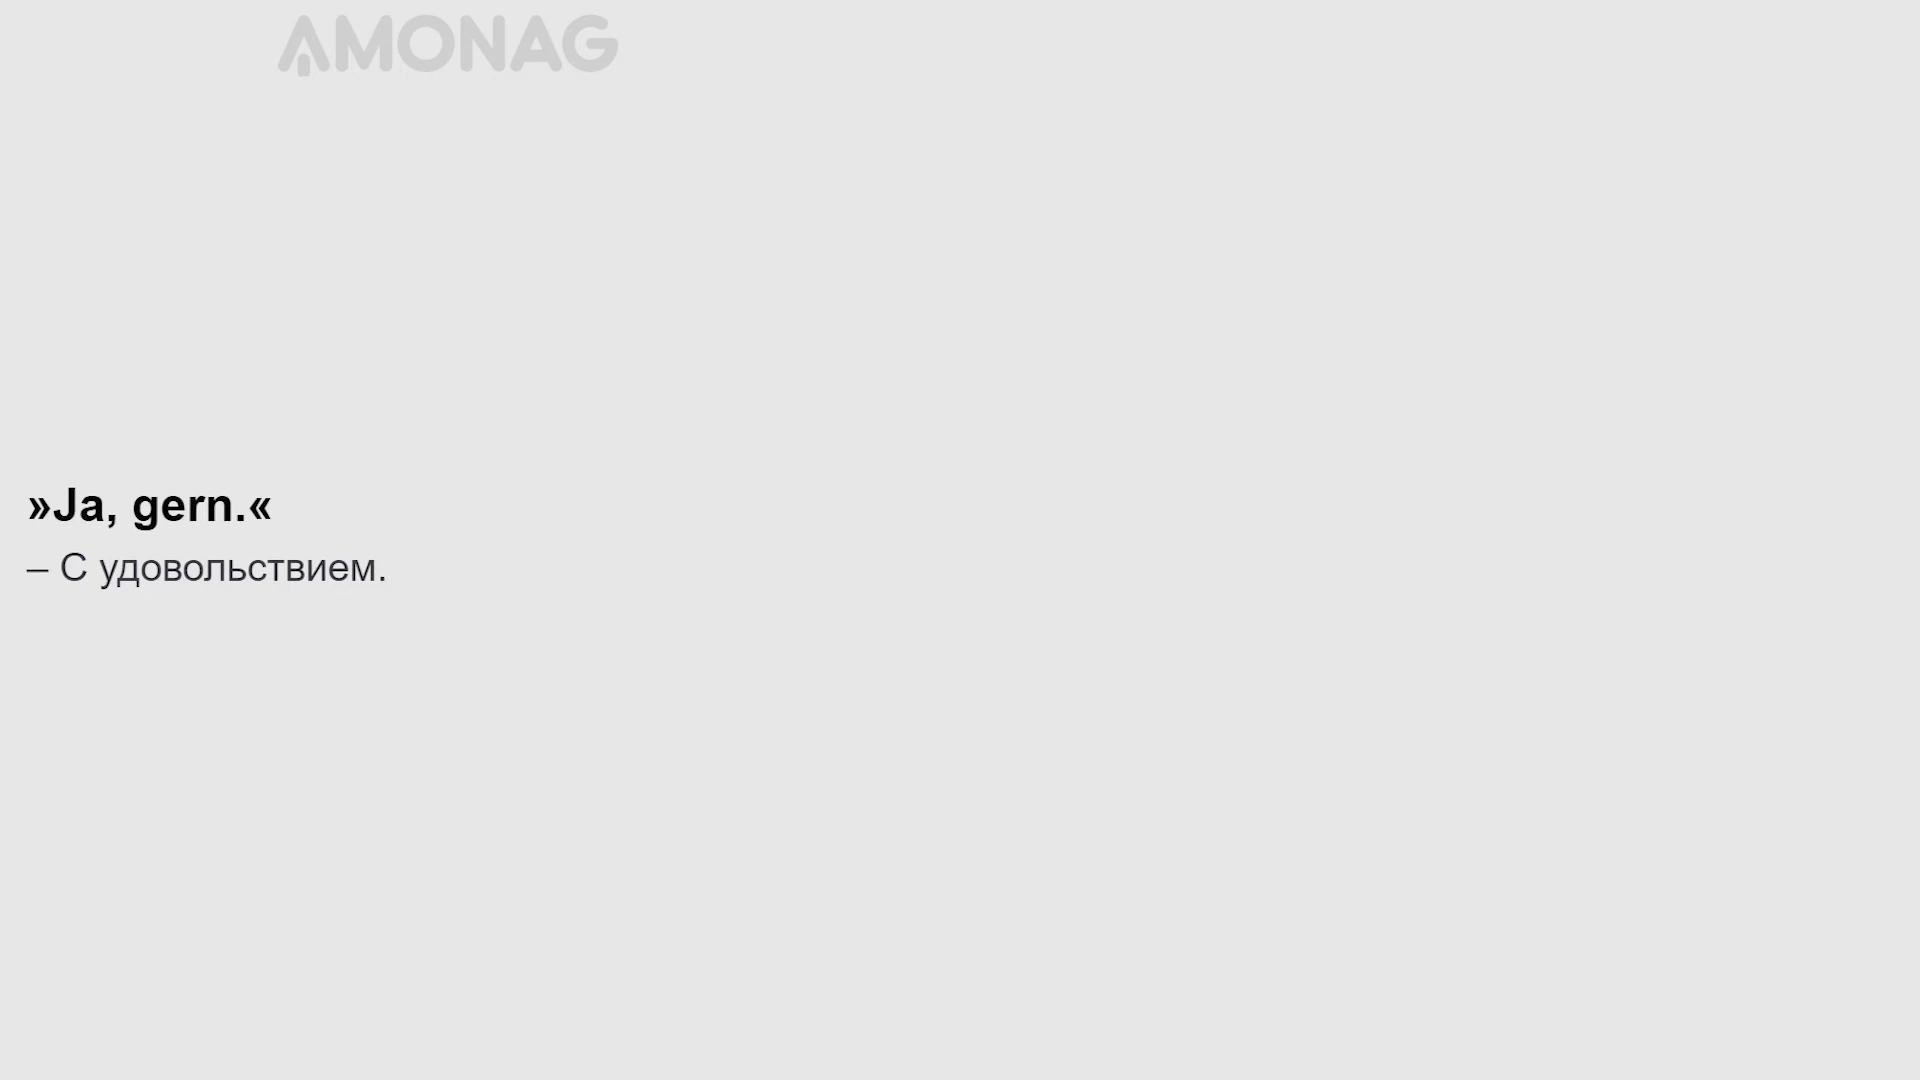 AMONAG
»Ja, gern.«
– С удовольствием.